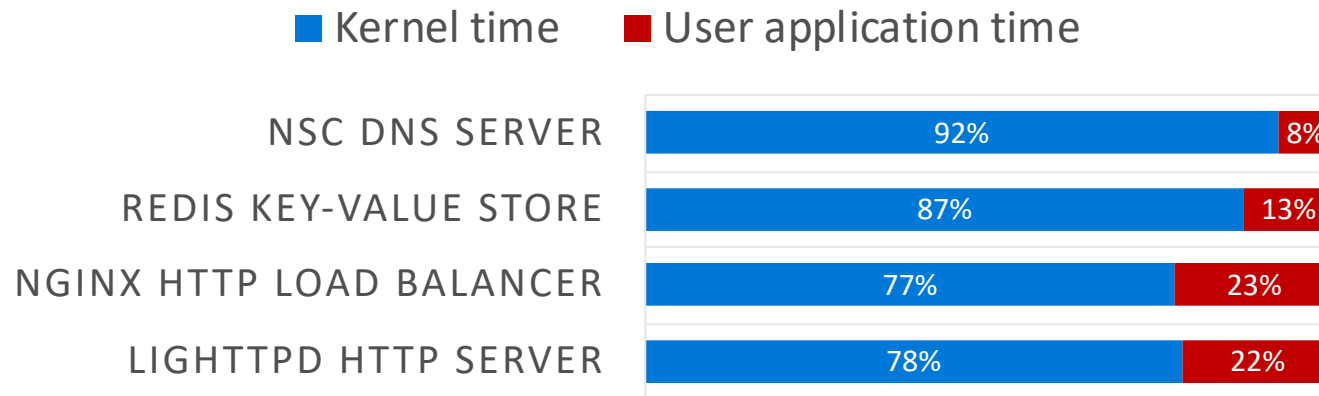 Kernel time User application time
NSC DNS SERVER 92% 8%
REDIS KEY-VALUE STORE 87% 13%
NGINX HTTP LOAD BALANCER 77% 23%
LIGHTTPD HTTP SERVER 78% 22%